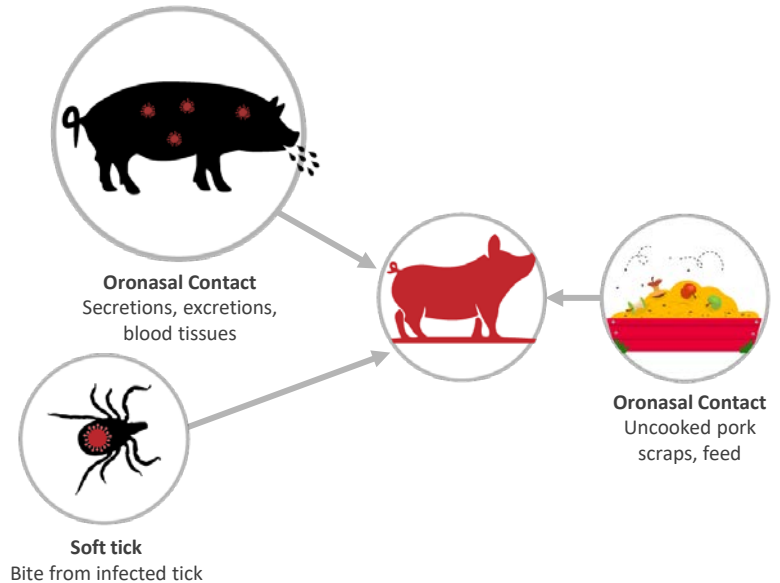 Oronasal Contact
Secretions, excretions,
blood tissues
Oronasal Contact
Uncooked pork
scraps, feed
Soft tick
Bite from infected tick